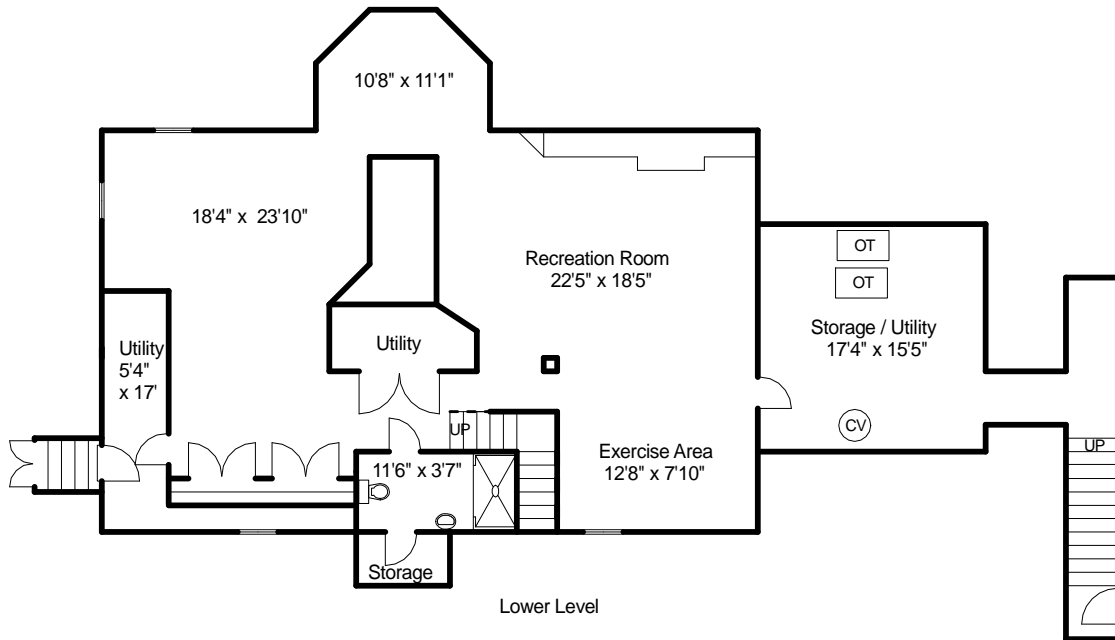 10'8" x 11'1"
18'4" x 23'10"
Recreation Room
22'5" x 18'5"
OT
OT
Storage / Utility
17'4" x 15'5"
Utility
5'4"
x 17'
Utility
CV
UP
UP
Exercise Area
12'8" x 7'10"
11'6" x 3'7"
Storage
Lower Level